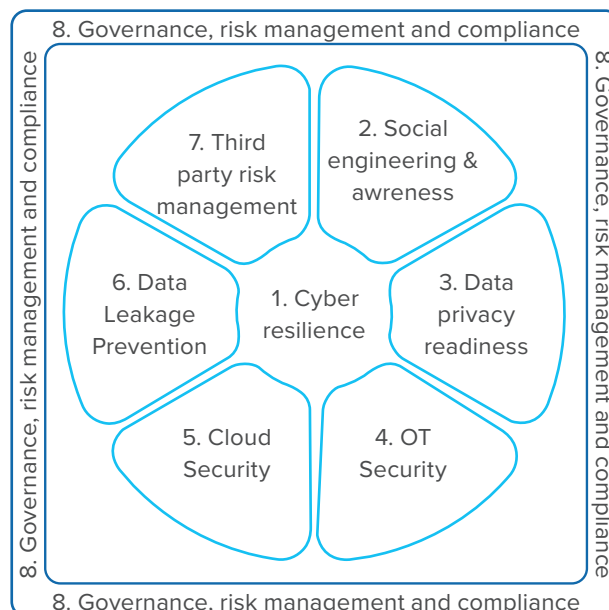 8. Governance, risk management and compliance
8. Governance, risk management and compliance
8. Governance, risk management and compliance
7. Third
party risk
management
2. Social
engineering &
awreness
6. Data
Leakage
Prevention
1. Cyber
resilience
3. Data
privacy
readiness
5. Cloud
Security
4. OT
Security
8. Governance, risk management and compliance